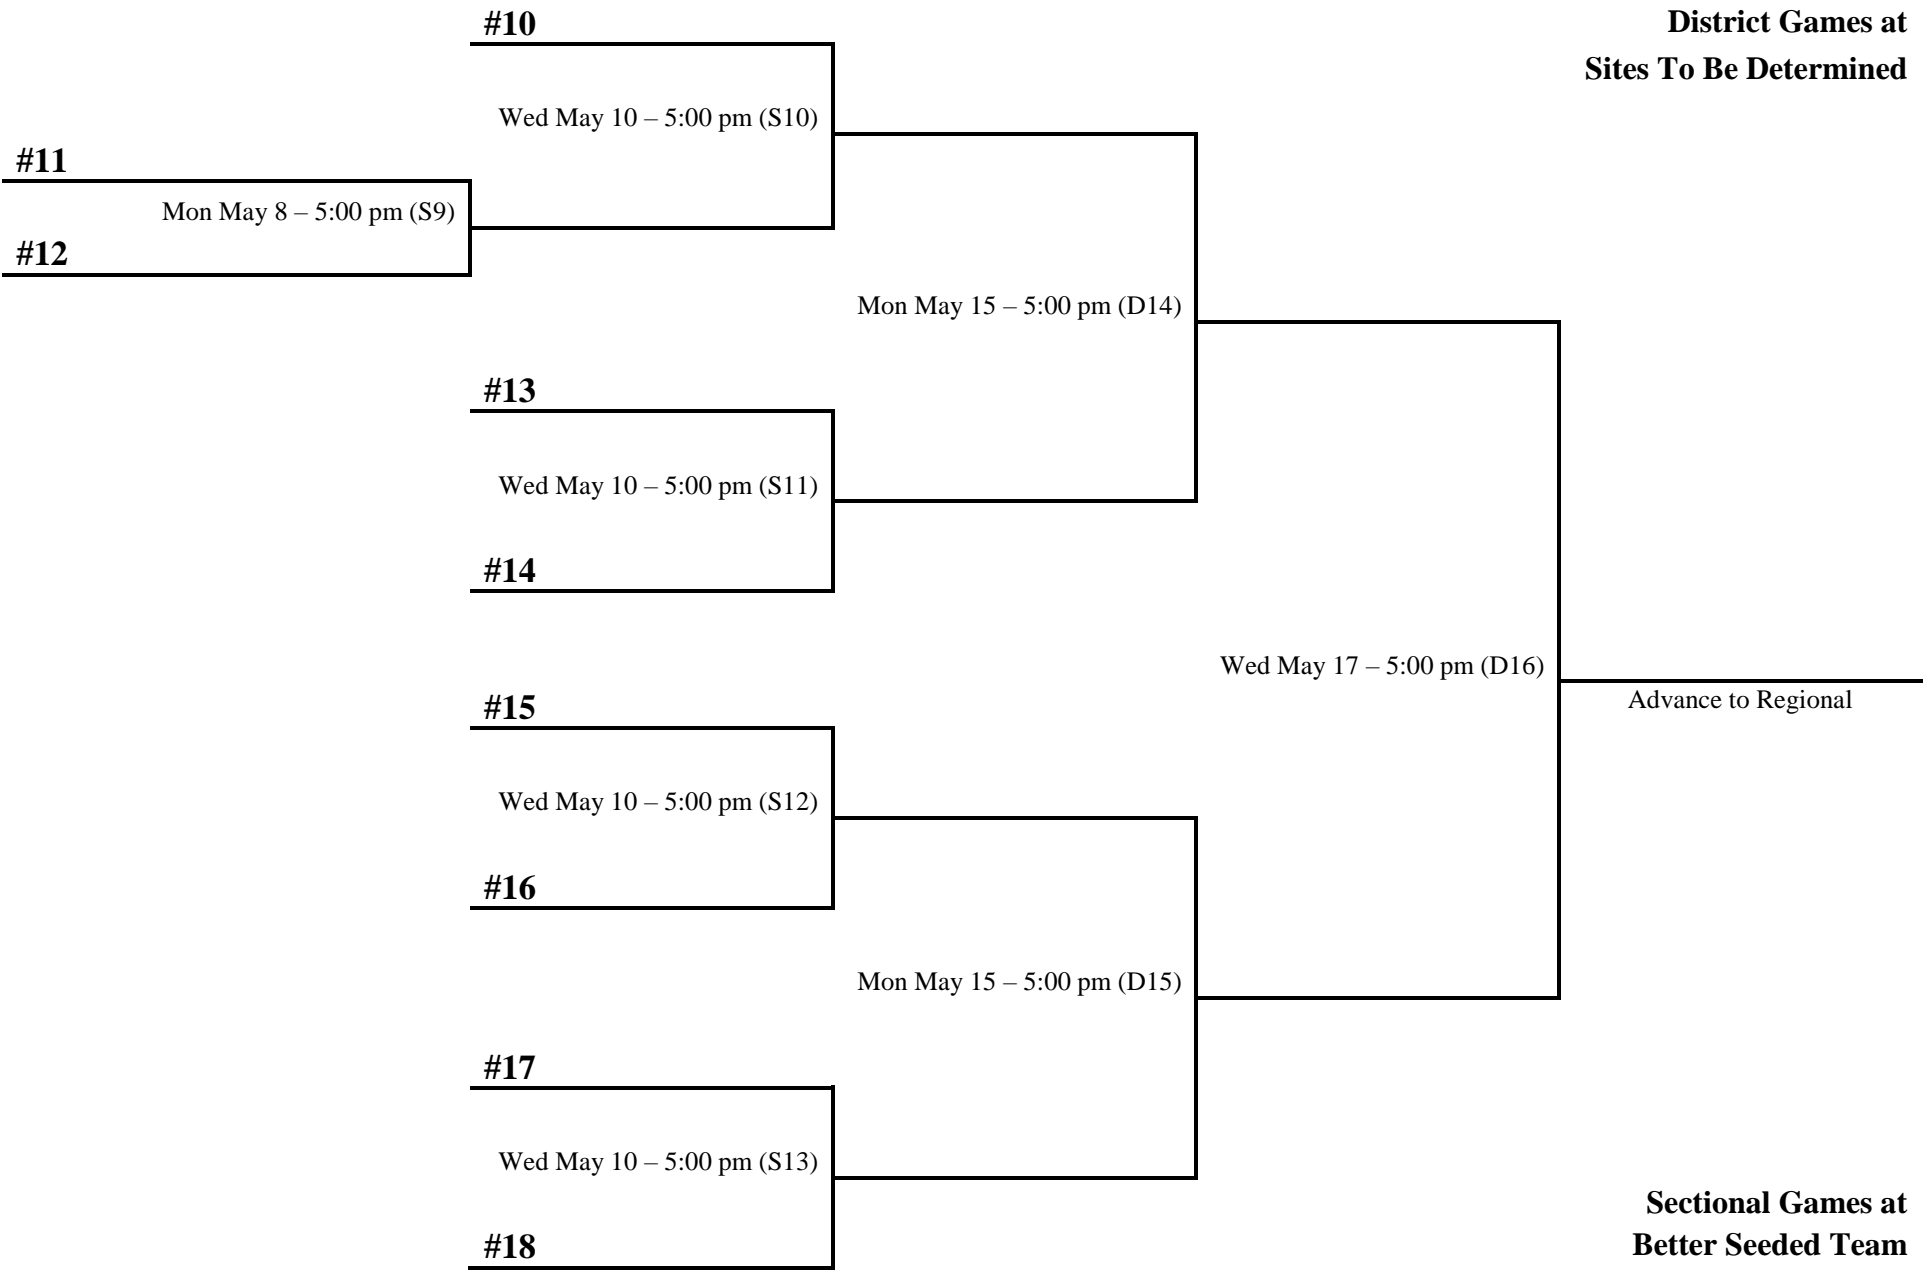 #10
District Games at
Sites To Be Determined
Wed May 10 – 5:00 pm (S10)
#11
Mon May 8 – 5:00 pm (S9)
#12
Mon May 15 – 5:00 pm (D14)
#13
Wed May 10 – 5:00 pm (S11)
#14
Wed May 17 – 5:00 pm (D16)
Advance to Regional
#15
Wed May 10 – 5:00 pm (S12)
#16
Mon May 15 – 5:00 pm (D15)
#17
Wed May 10 – 5:00 pm (S13)
#18
Sectional Games at
Better Seeded Team